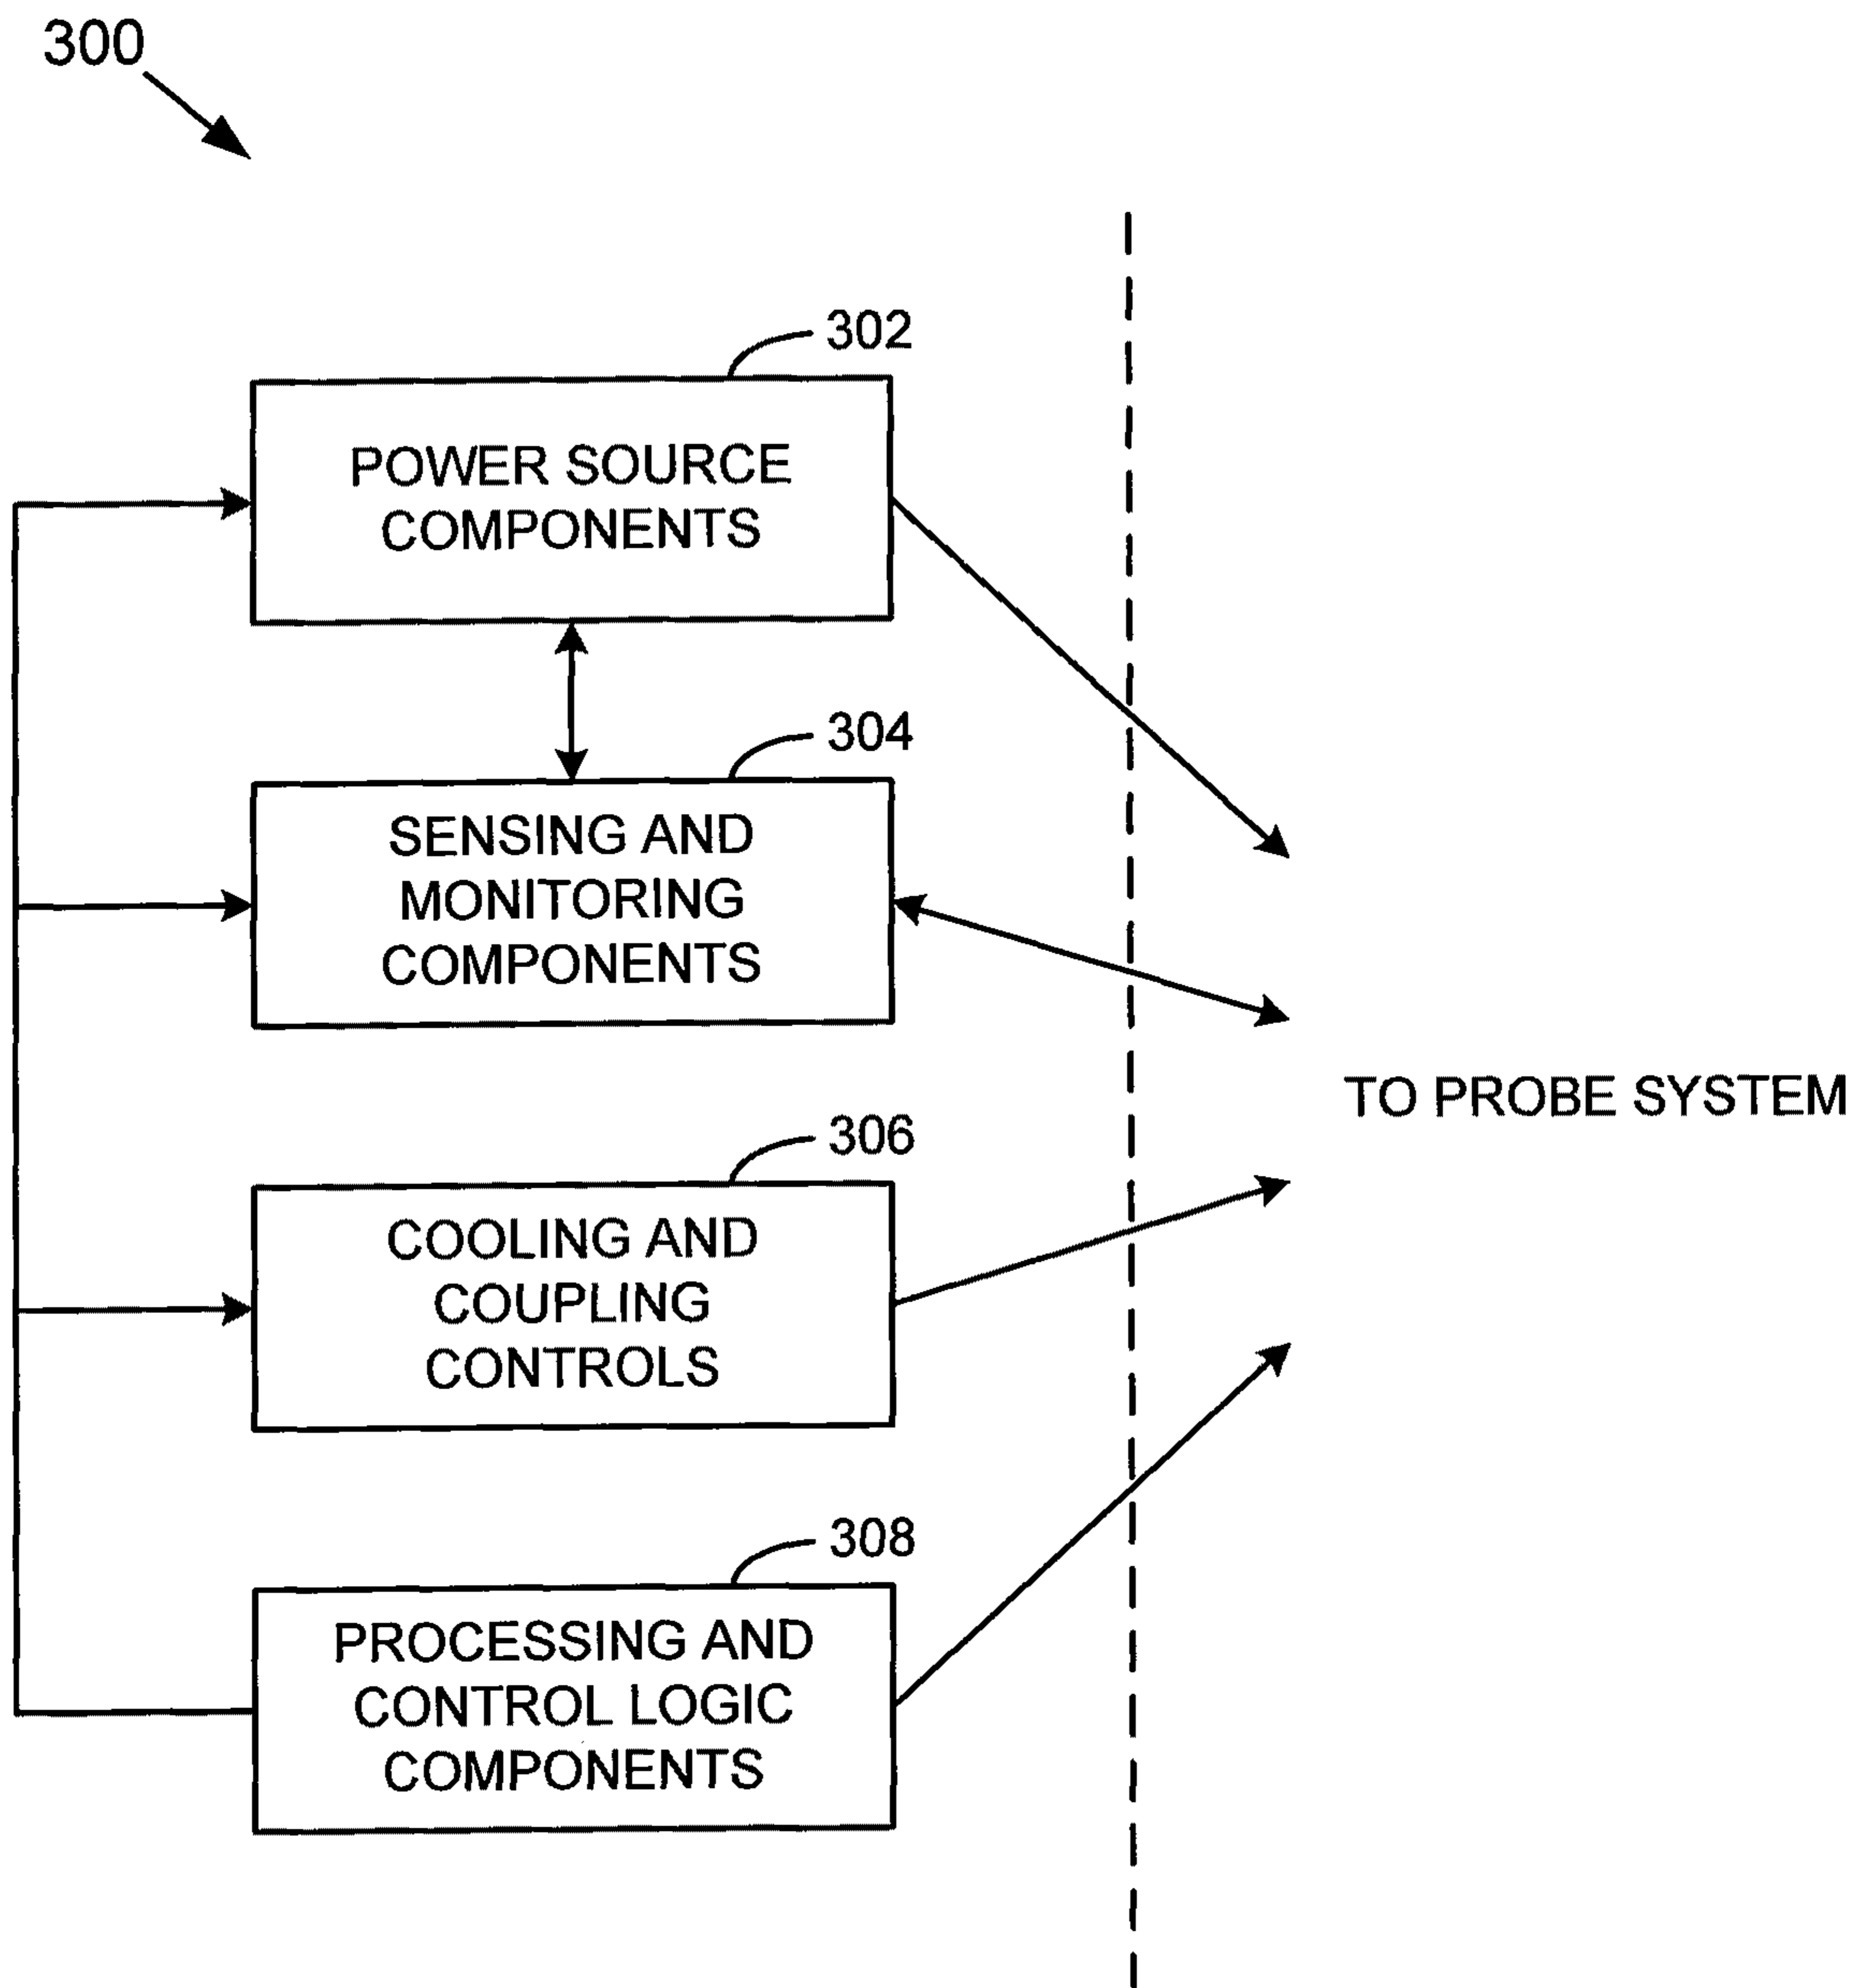 300
302
POWER SOURCE
COMPONENTS
304
SENSING AND
MONITORING
COMPONENTS
TO PROBE SYSTEM
306
COOLING AND
COUPLING
CONTROLS
308
PROCESSING AND
CONTROL LOGIC
COMPONENTS